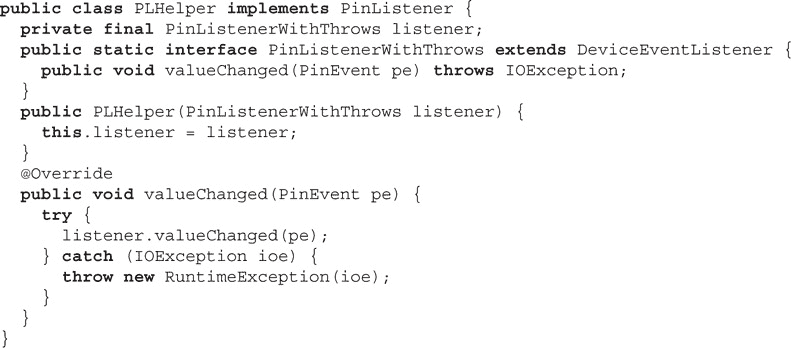 public class PLHelper implements PinListener {
  private final PinListenerWithThrows listener;
  public static interface PinListenerWithThrows extends DeviceEventListener {
    public void valueChanged(PinEvent pe) throws IOException;
  }
  public PLHelper(PinListenerWithThrows listener) {
    this.listener = listener;
  }
  @Override
  public void valueChanged(PinEvent pe) {
    try {
      listener.valueChanged(pe);
    } catch (IOException ioe) {
      throw new RuntimeException(ioe);
    }
  }
}